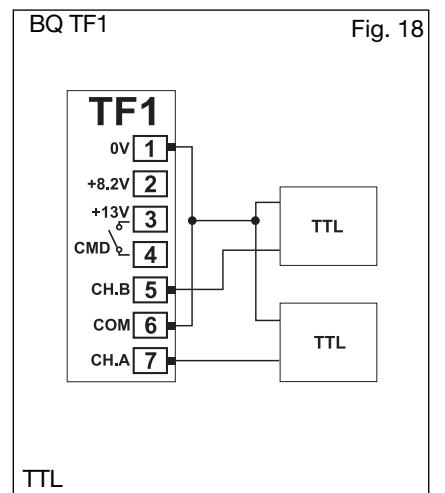 BQ TF1
Fig. 18
TF1
0V 1
+8.2V 2
+13V 3
CMD 4
CH.B 5
COM 6
CH.A 7
TTL
TTL
TTL